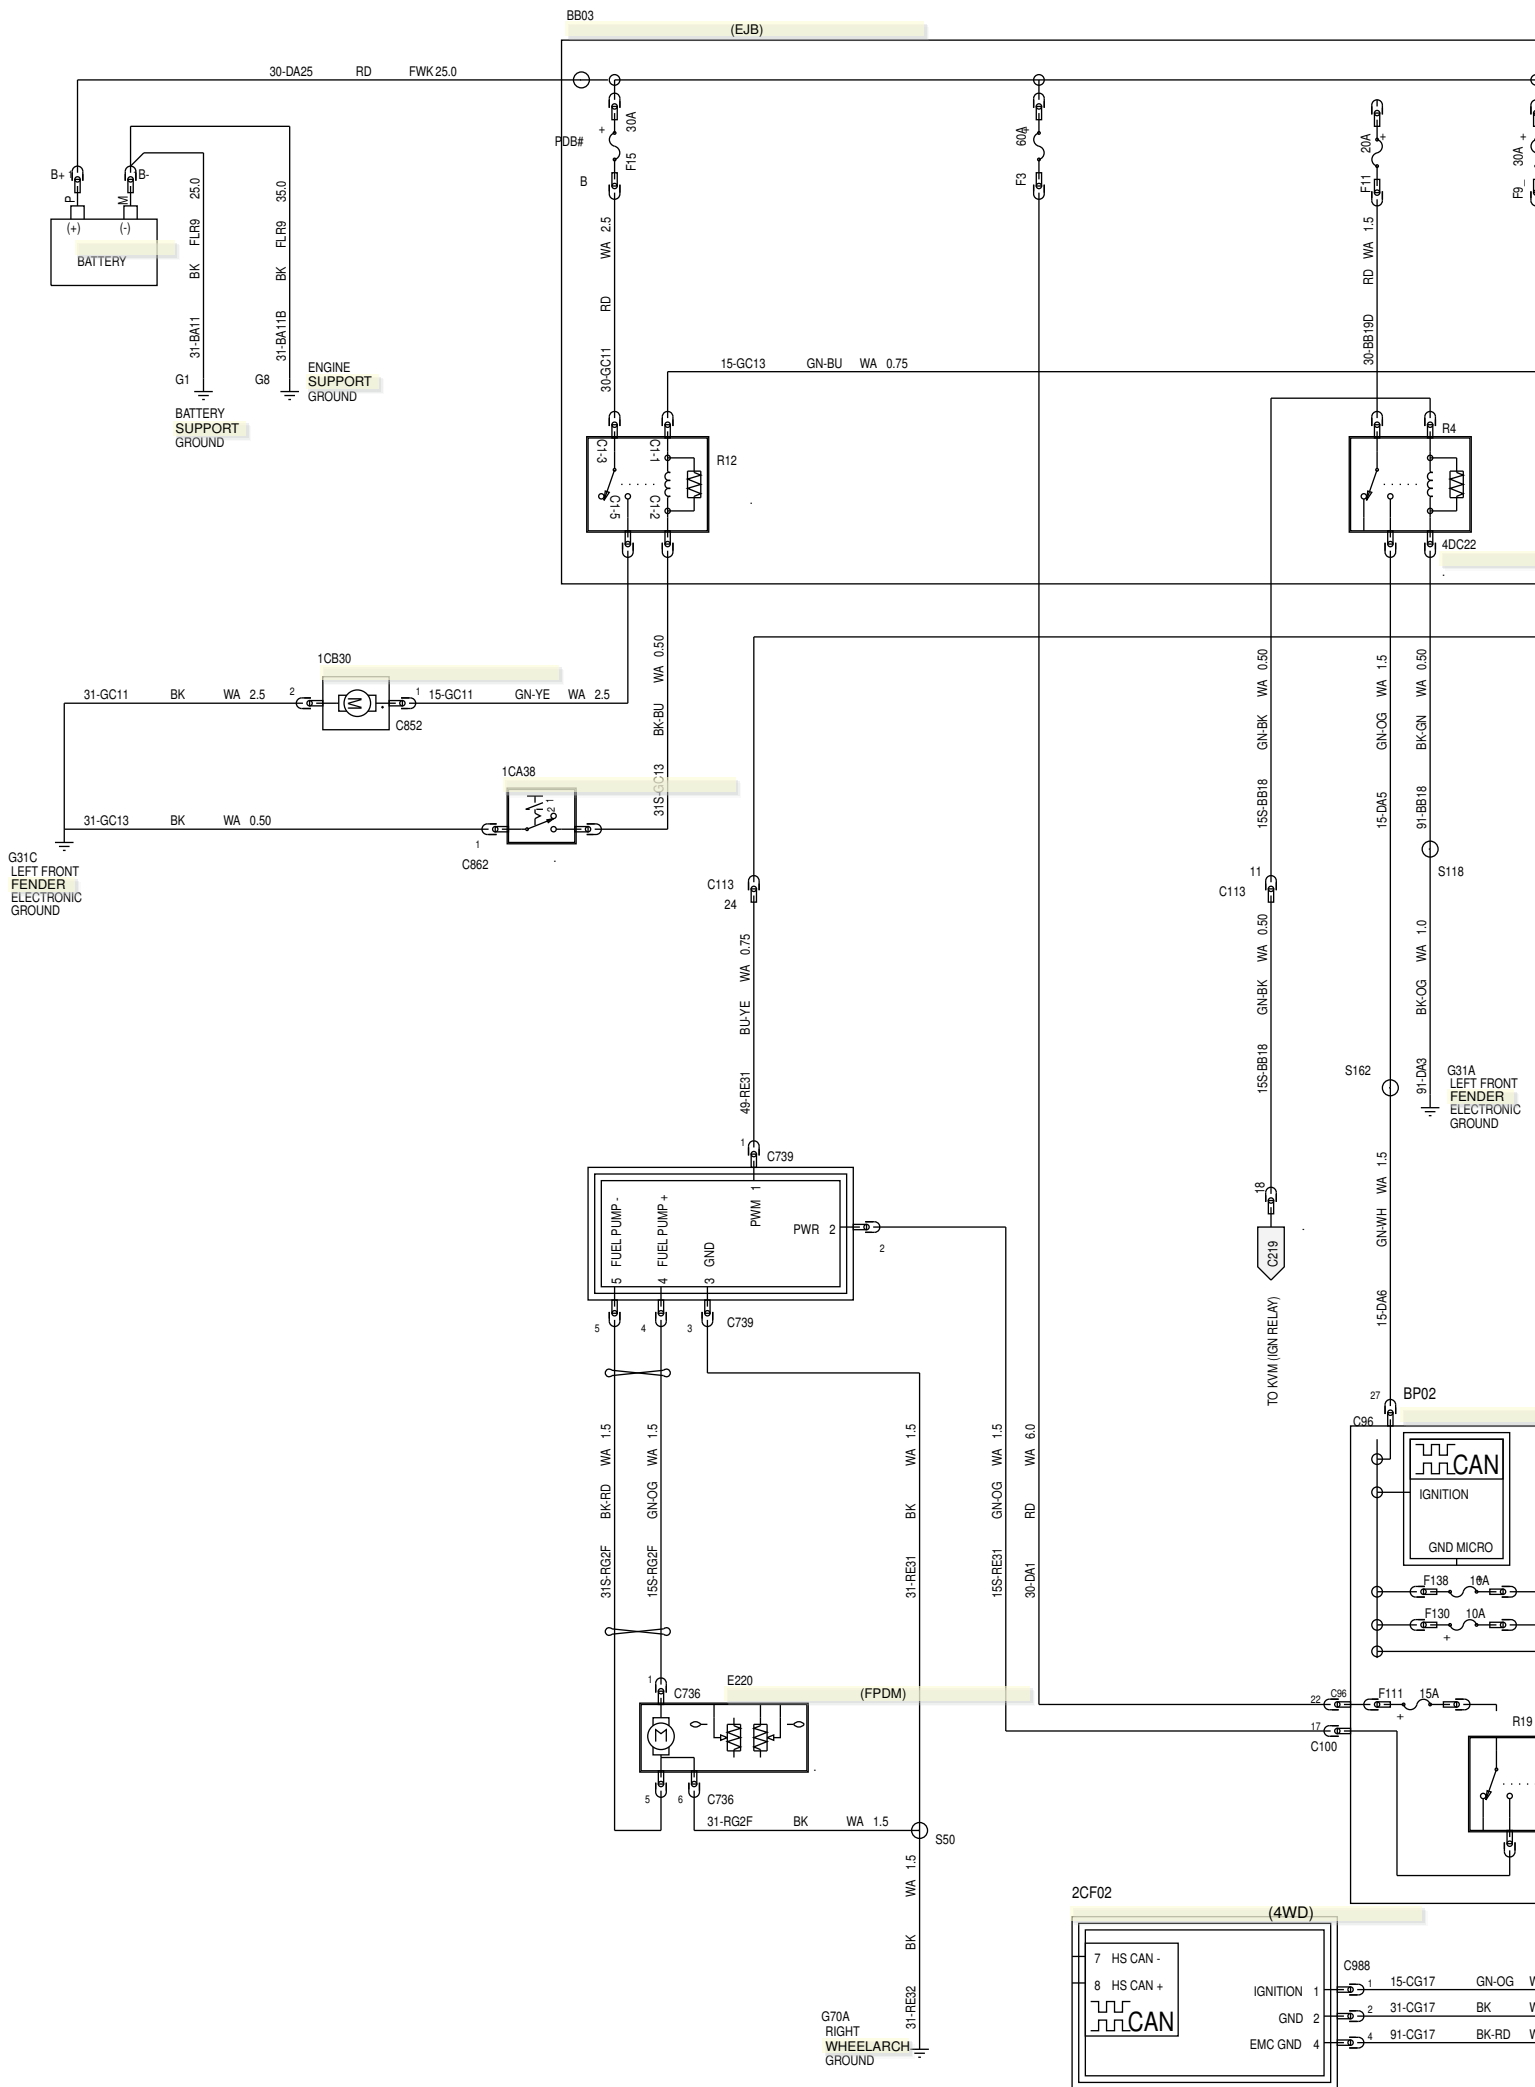 BB03
(EJB)
30-DA25 RD FWK 25.0
PDB#
B
+
30A
F15
60A
F3
20A
+
F11
30A +
F9_
B+ 1
B-
P
M
(+) (-)
BATTERY
31-BA11 BK FLR9 25.0
31-BA11B BK FLR9 35.0
G1
BATTERY
SUPPORT
GROUND
G8
ENGINE
SUPPORT
GROUND
30-GC11 RD WA 2.5
15-GC13 GN-BU WA 0.75
30-BB19D RD WA 1.5
C1-3
C1-1
C1-5
C1-2
R12
R4
4DC22
1CB30
31-GC11 BK WA 2.5
2
M
1
15-GC11 GN-YE WA 2.5
C852
31S-GC13 BK-BU WA 0.50
1CA38
1
2
31-GC13 BK WA 0.50
1
C862
G31C
LEFT FRONT
FENDER
ELECTRONIC
GROUND
15S-BB18 GN-BK WA 0.50
15-DA5 GN-OG WA 1.5
91-BB18 BK-GN WA 0.50
S118
C113
24
11
C113
49-RE31 BU-YE WA 0.75
15S-BB18 GN-BK WA 0.50
91-DA3 BK-OG WA 1.0
S162
G31A
LEFT FRONT
FENDER
ELECTRONIC
GROUND
1
C739
5 FUEL PUMP -
4 FUEL PUMP +
3 GND
PWM 1
PWR 2
2
5
4
3
C739
18
C219
TO KVM (IGN RELAY)
15-DA6 GN-WH WA 1.5
27
BP02
C96
CAN
IGNITION
GND MICRO
F138 10A
F130 10A
+
31S-RG2F BK-RD WA 1.5
15S-RG2F GN-OG WA 1.5
31-RE31 BK WA 1.5
15S-RE31 GN-OG WA 1.5
30-DA1 RD WA 6.0
1
C736
E220
(FPDM)
M
5
6
C736
31-RG2F BK WA 1.5
S50
22
C96
F111 15A
+
17
C100
R19
31-RE32 BK WA 1.5
G70A
RIGHT
WHEELARCH
GROUND
2CF02
(4WD)
7 HS CAN -
8 HS CAN +
CAN
IGNITION 1
GND 2
EMC GND 4
C988
1 15-CG17 GN-OG W
2 31-CG17 BK W
4 91-CG17 BK-RD W